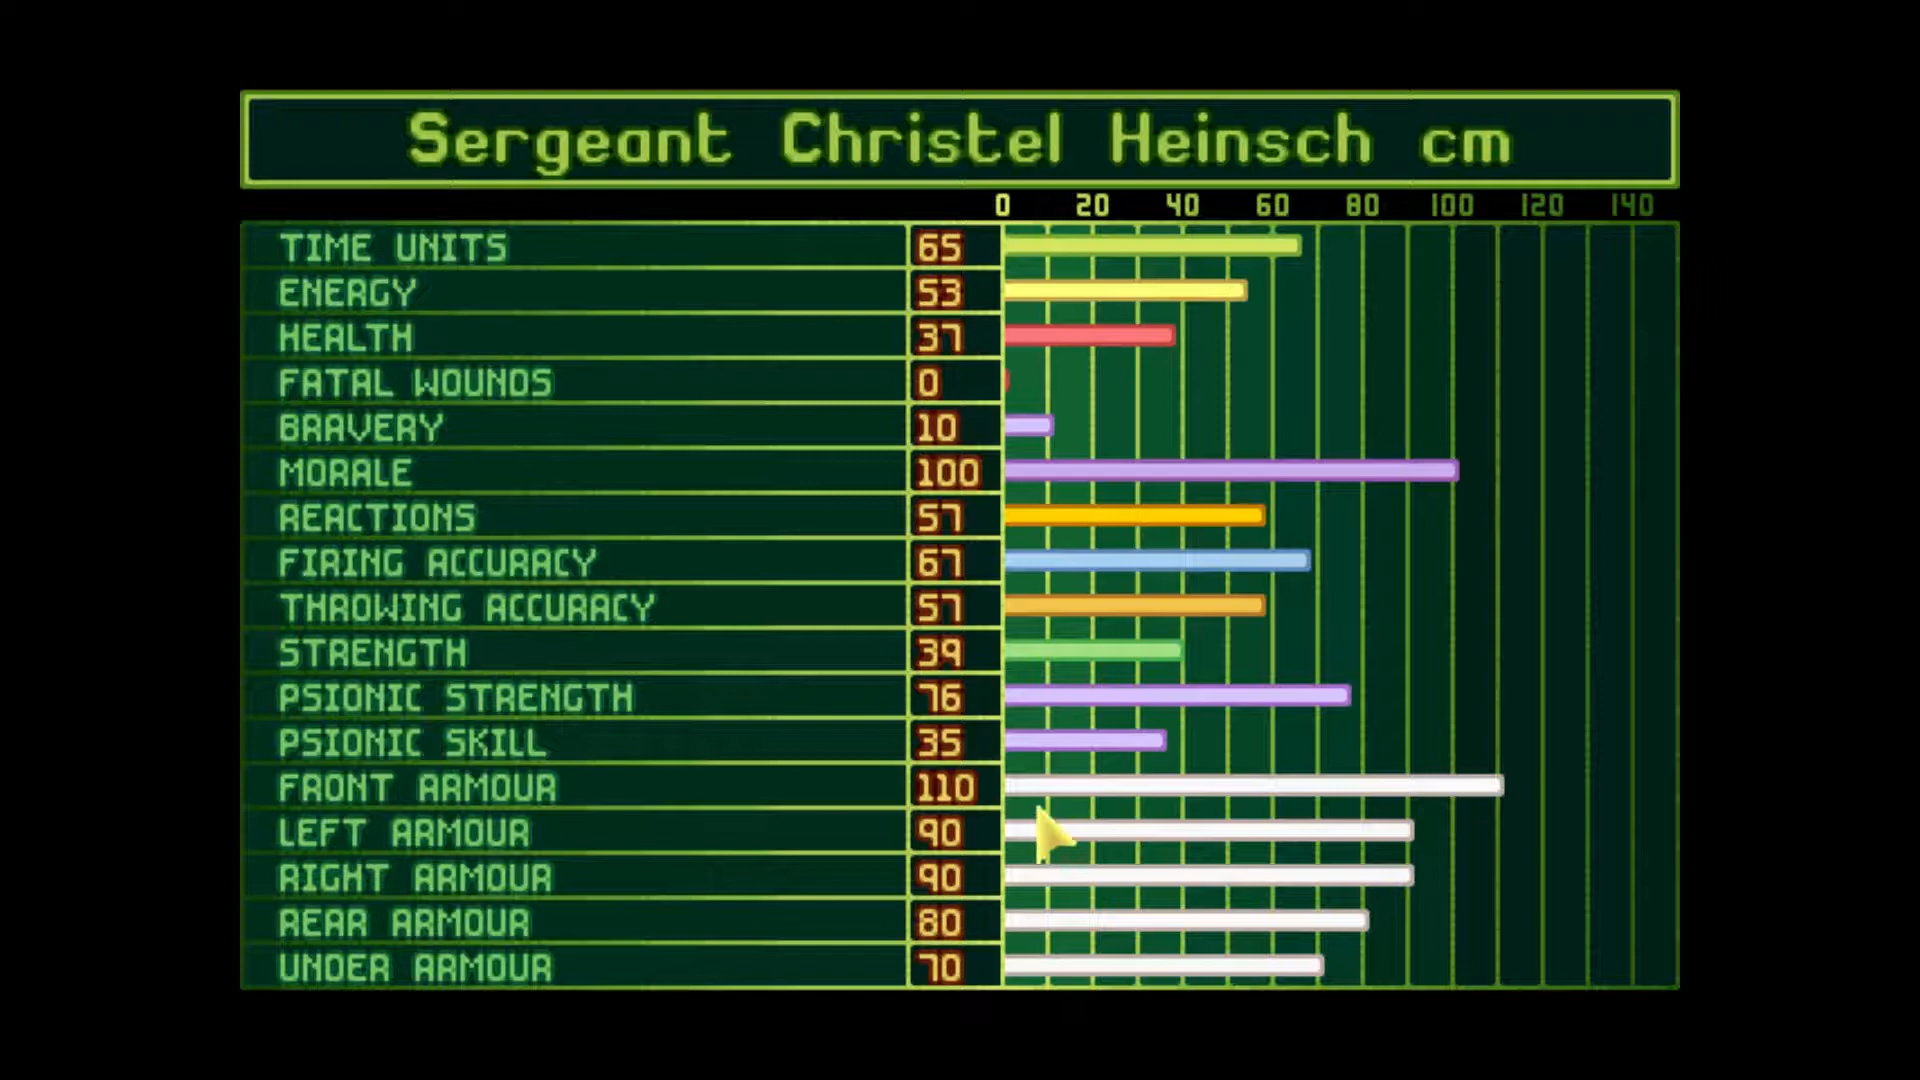 Sergeant Christel Heinsch cm
0 20 40 60 80 100 120 140
TIME UNITS 65
ENERGY 53
HEALTH 37
FATAL WOUNDS 0
BRAVERY 10
MORALE 100
REACTIONS 57
FIRING ACCURACY 67
THROWING ACCURACY 57
STRENGTH 39
PSIONIC STRENGTH 76
PSIONIC SKILL 35
FRONT ARMOUR 110
LEFT ARMOUR 90
RIGHT ARMOUR 90
REAR ARMOUR 80
UNDER ARMOUR 70